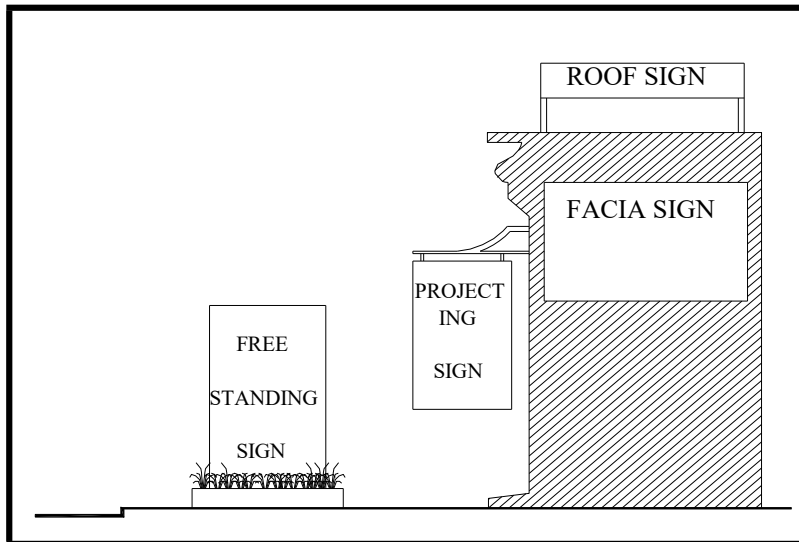 ROOF SIGN
FACIA SIGN
PROJECT
ING
SIGN
FREE
STANDING
SIGN